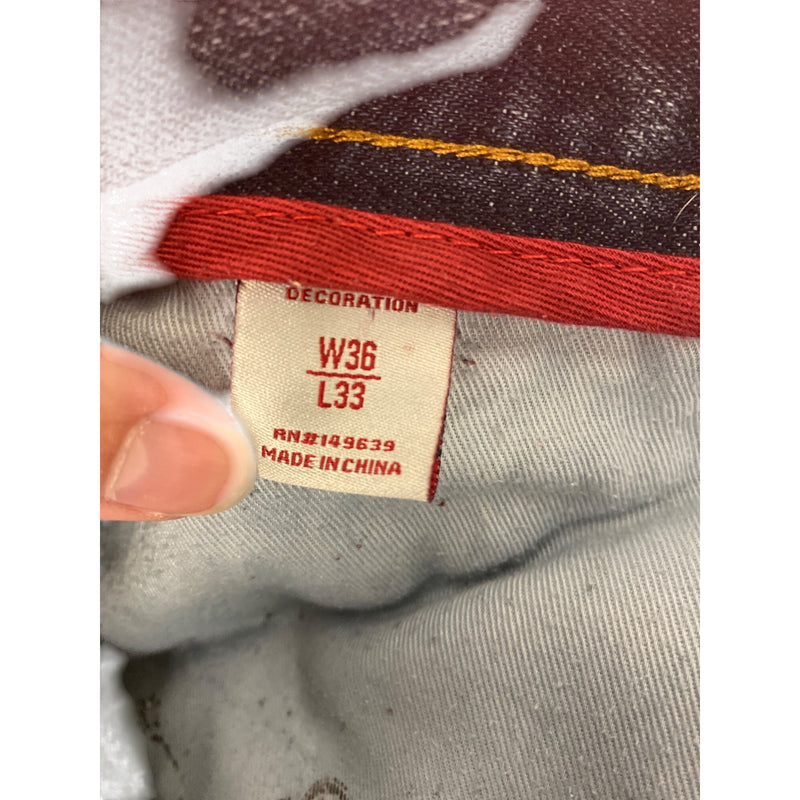 DECORATION
W36
L33
RN#149639
MADE IN CHINA